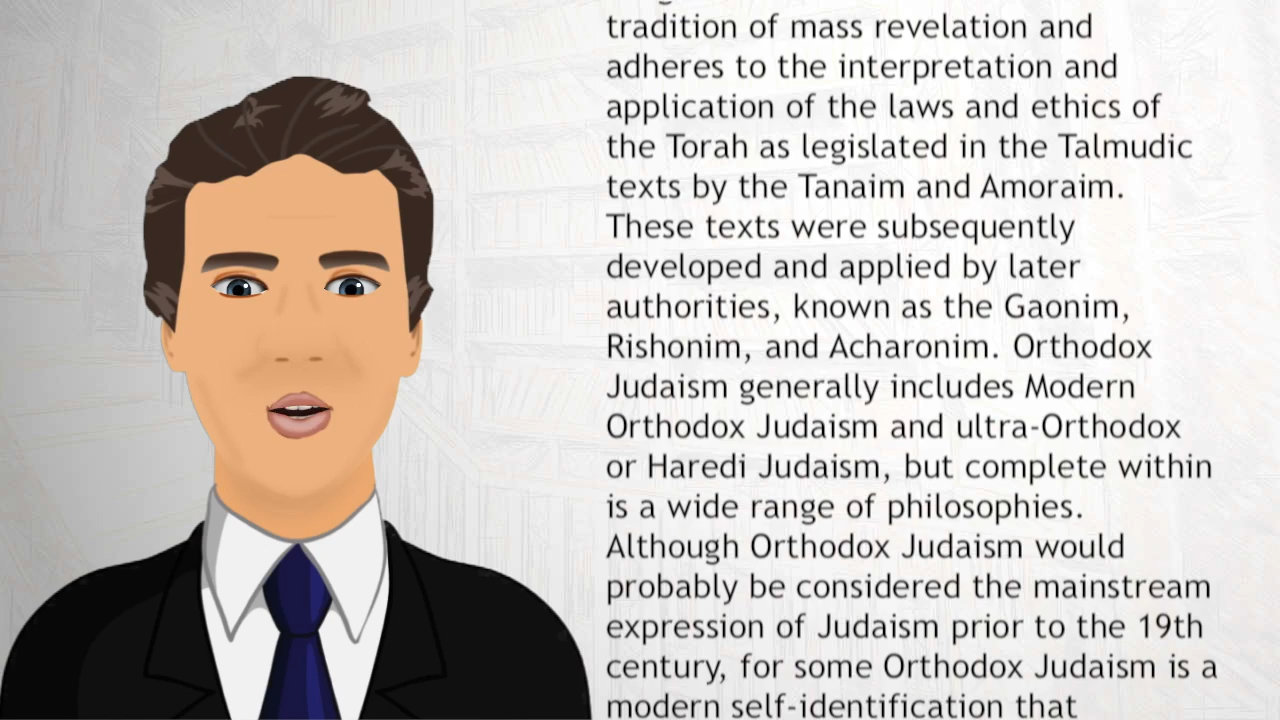 tradition of mass revelation and
adheres to the interpretation and
application of the laws and ethics of
the Torah as legislated in the Talmudic
texts by the Tanaim and Amoraim.
These texts were subsequently
developed and applied by later
authorities, known as the Gaonim,
Rishonim, and Acharonim. Orthodox
Judaism generally includes Modern
Orthodox Judaism and ultra-Orthodox
or Haredi Judaism, but complete within
is a wide range of philosophies.
Although Orthodox Judaism would
probably be considered the mainstream
expression of Judaism prior to the 19th
century, for some Orthodox Judaism is a
modern self-identification that